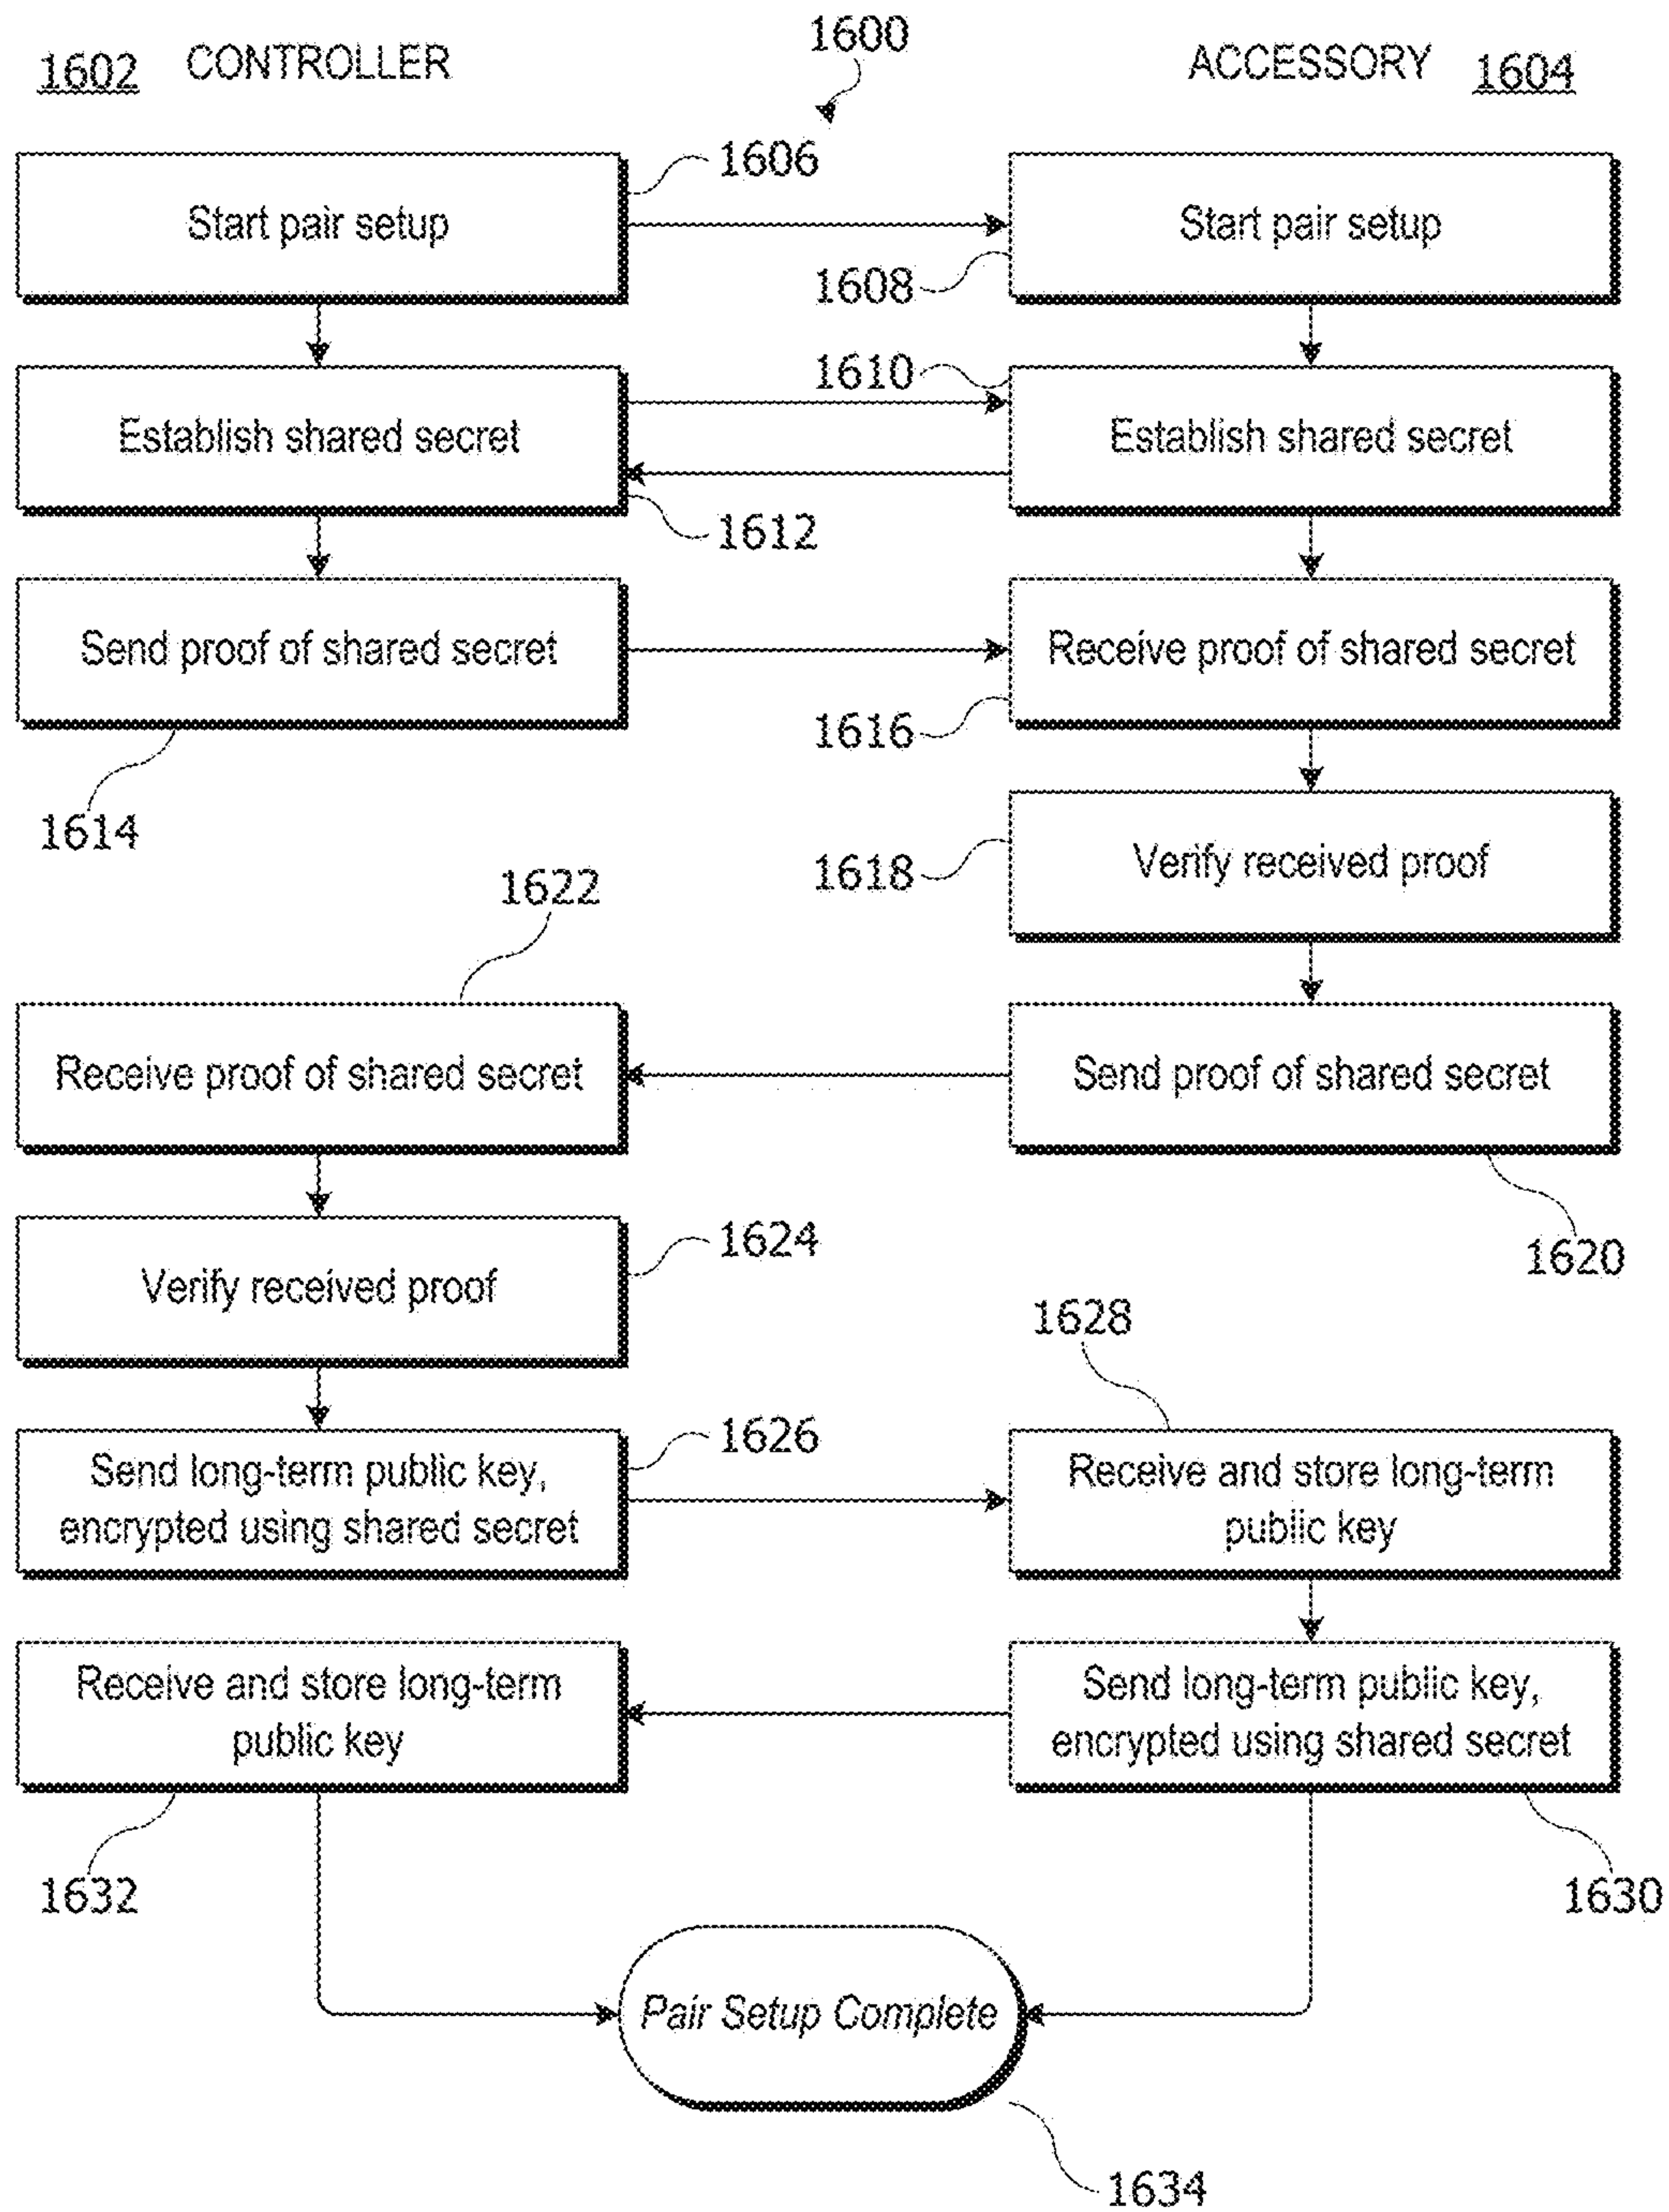 1600
1602 CONTROLLER
ACCESSORY 1604
1606
Start pair setup
Start pair setup
1608
1610
Establish shared secret
Establish shared secret
1612
Send proof of shared secret
Receive proof of shared secret
1616
1614
1618
Verify received proof
1622
Receive proof of shared secret
Send proof of shared secret
1620
1624
Verify received proof
1628
1626
Send long-term public key,
encrypted using shared secret
Receive and store long-term
public key
Receive and store long-term
public key
Send long-term public key,
encrypted using shared secret
1632
1630
Pair Setup Complete
1634